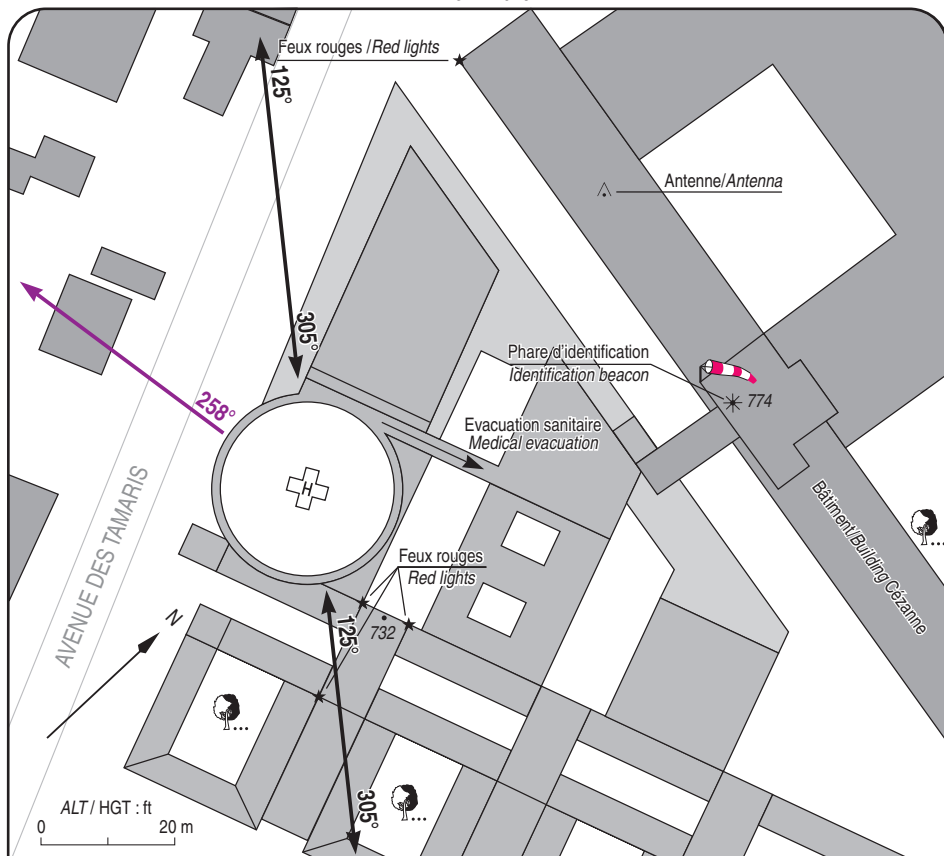 Feux rouges / Red lights
125°
Antenne/Antenna
305°
Phare d'identification
Identification beacon
774
258°
Evacuation sanitaire
Medical evacuation
H
AVENUE DES TAMARIS
Bâtiment/Building Cézanne
Feux rouges
Red lights
125°
732
N
305°
ALT / HGT : ft
0 20 m